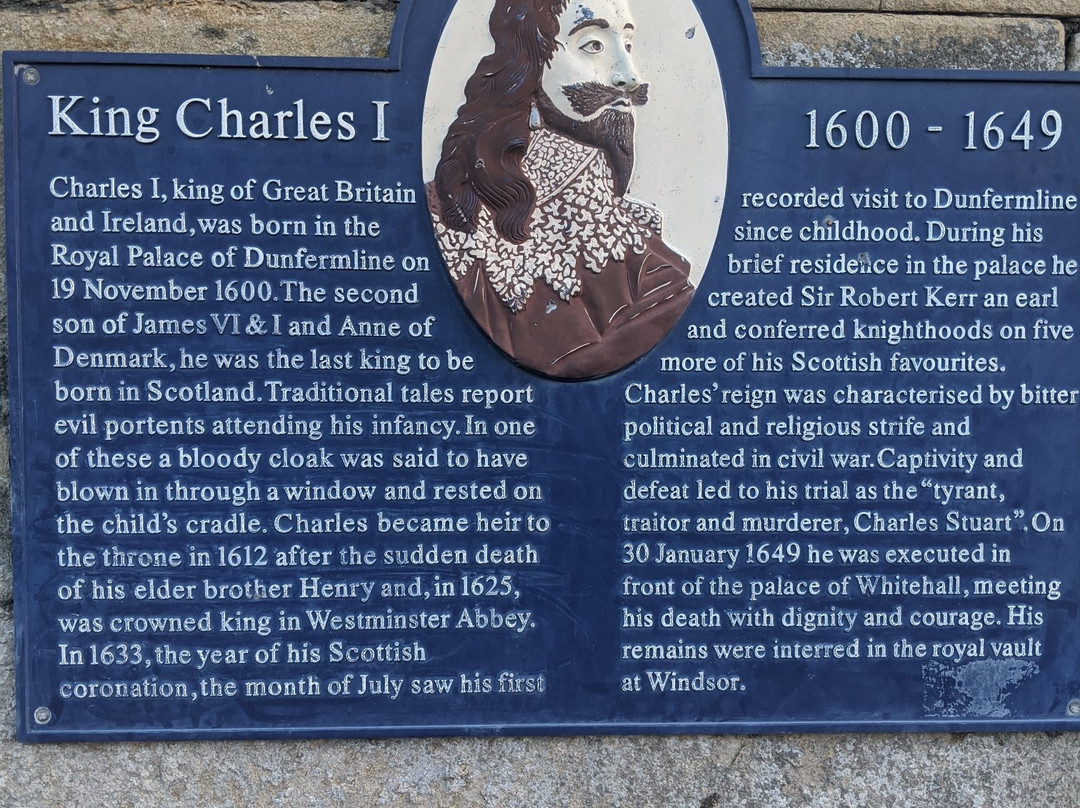 King Charles I
1600 - 1649
Charles I, king of Great Britain
and Ireland, was born in the
Royal Palace of Dunfermline on
19 November 1600. The second
son of James VI & I and Anne of
Denmark, he was the last king to be
born in Scotland. Traditional tales report
evil portents attending his infancy. In one
of these a bloody cloak was said to have
blown in through a window and rested on
the child's cradle. Charles became heir to
the throne in 1612 after the sudden death
of his elder brother Henry and, in 1625,
was crowned king in Westminster Abbey.
In 1633, the year of his Scottish
coronation, the month of July saw his first
recorded visit to Dunfermline
since childhood. During his
brief residence in the palace he
created Sir Robert Kerr an earl
and conferred knighthoods on five
more of his Scottish favourites.
Charles' reign was characterised by bitter
political and religious strife and
culminated in civil war. Captivity and
defeat led to his trial as the “tyrant,
traitor and murderer, Charles Stuart”. On
30 January 1649 he was executed in
front of the palace of Whitehall, meeting
his death with dignity and courage. His
remains were interred in the royal vault
at Windsor.